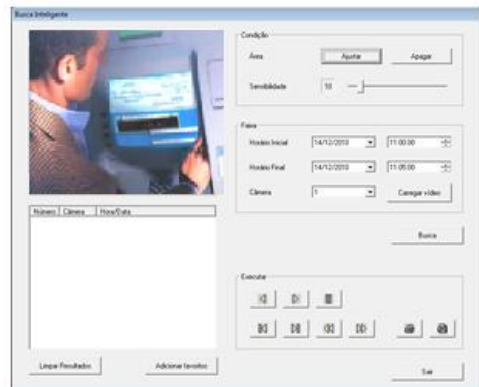 Busca Inteligente
Condição
Área
Ajustar
Apagar
Sensibilidade
50
Faixa
Horário Inicial
14/12/2010
11:00:00
Horário Final
14/12/2010
11:05:00
Câmera
1
Carregar vídeo
Número
Câmera
Hora/Data
Busca
Executar
Limpar Resultados
Adicionar favoritos
Sair